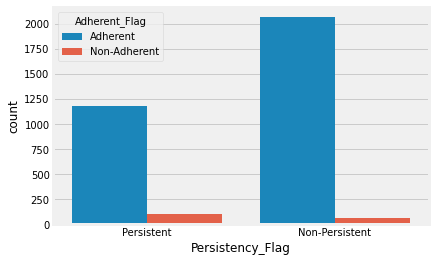 Adherent_Flag
Adherent
Non-Adherent
2000
1750
1500
1250
1000
750
500
250
0
count
Persistent
Non-Persistent
Persistency_Flag